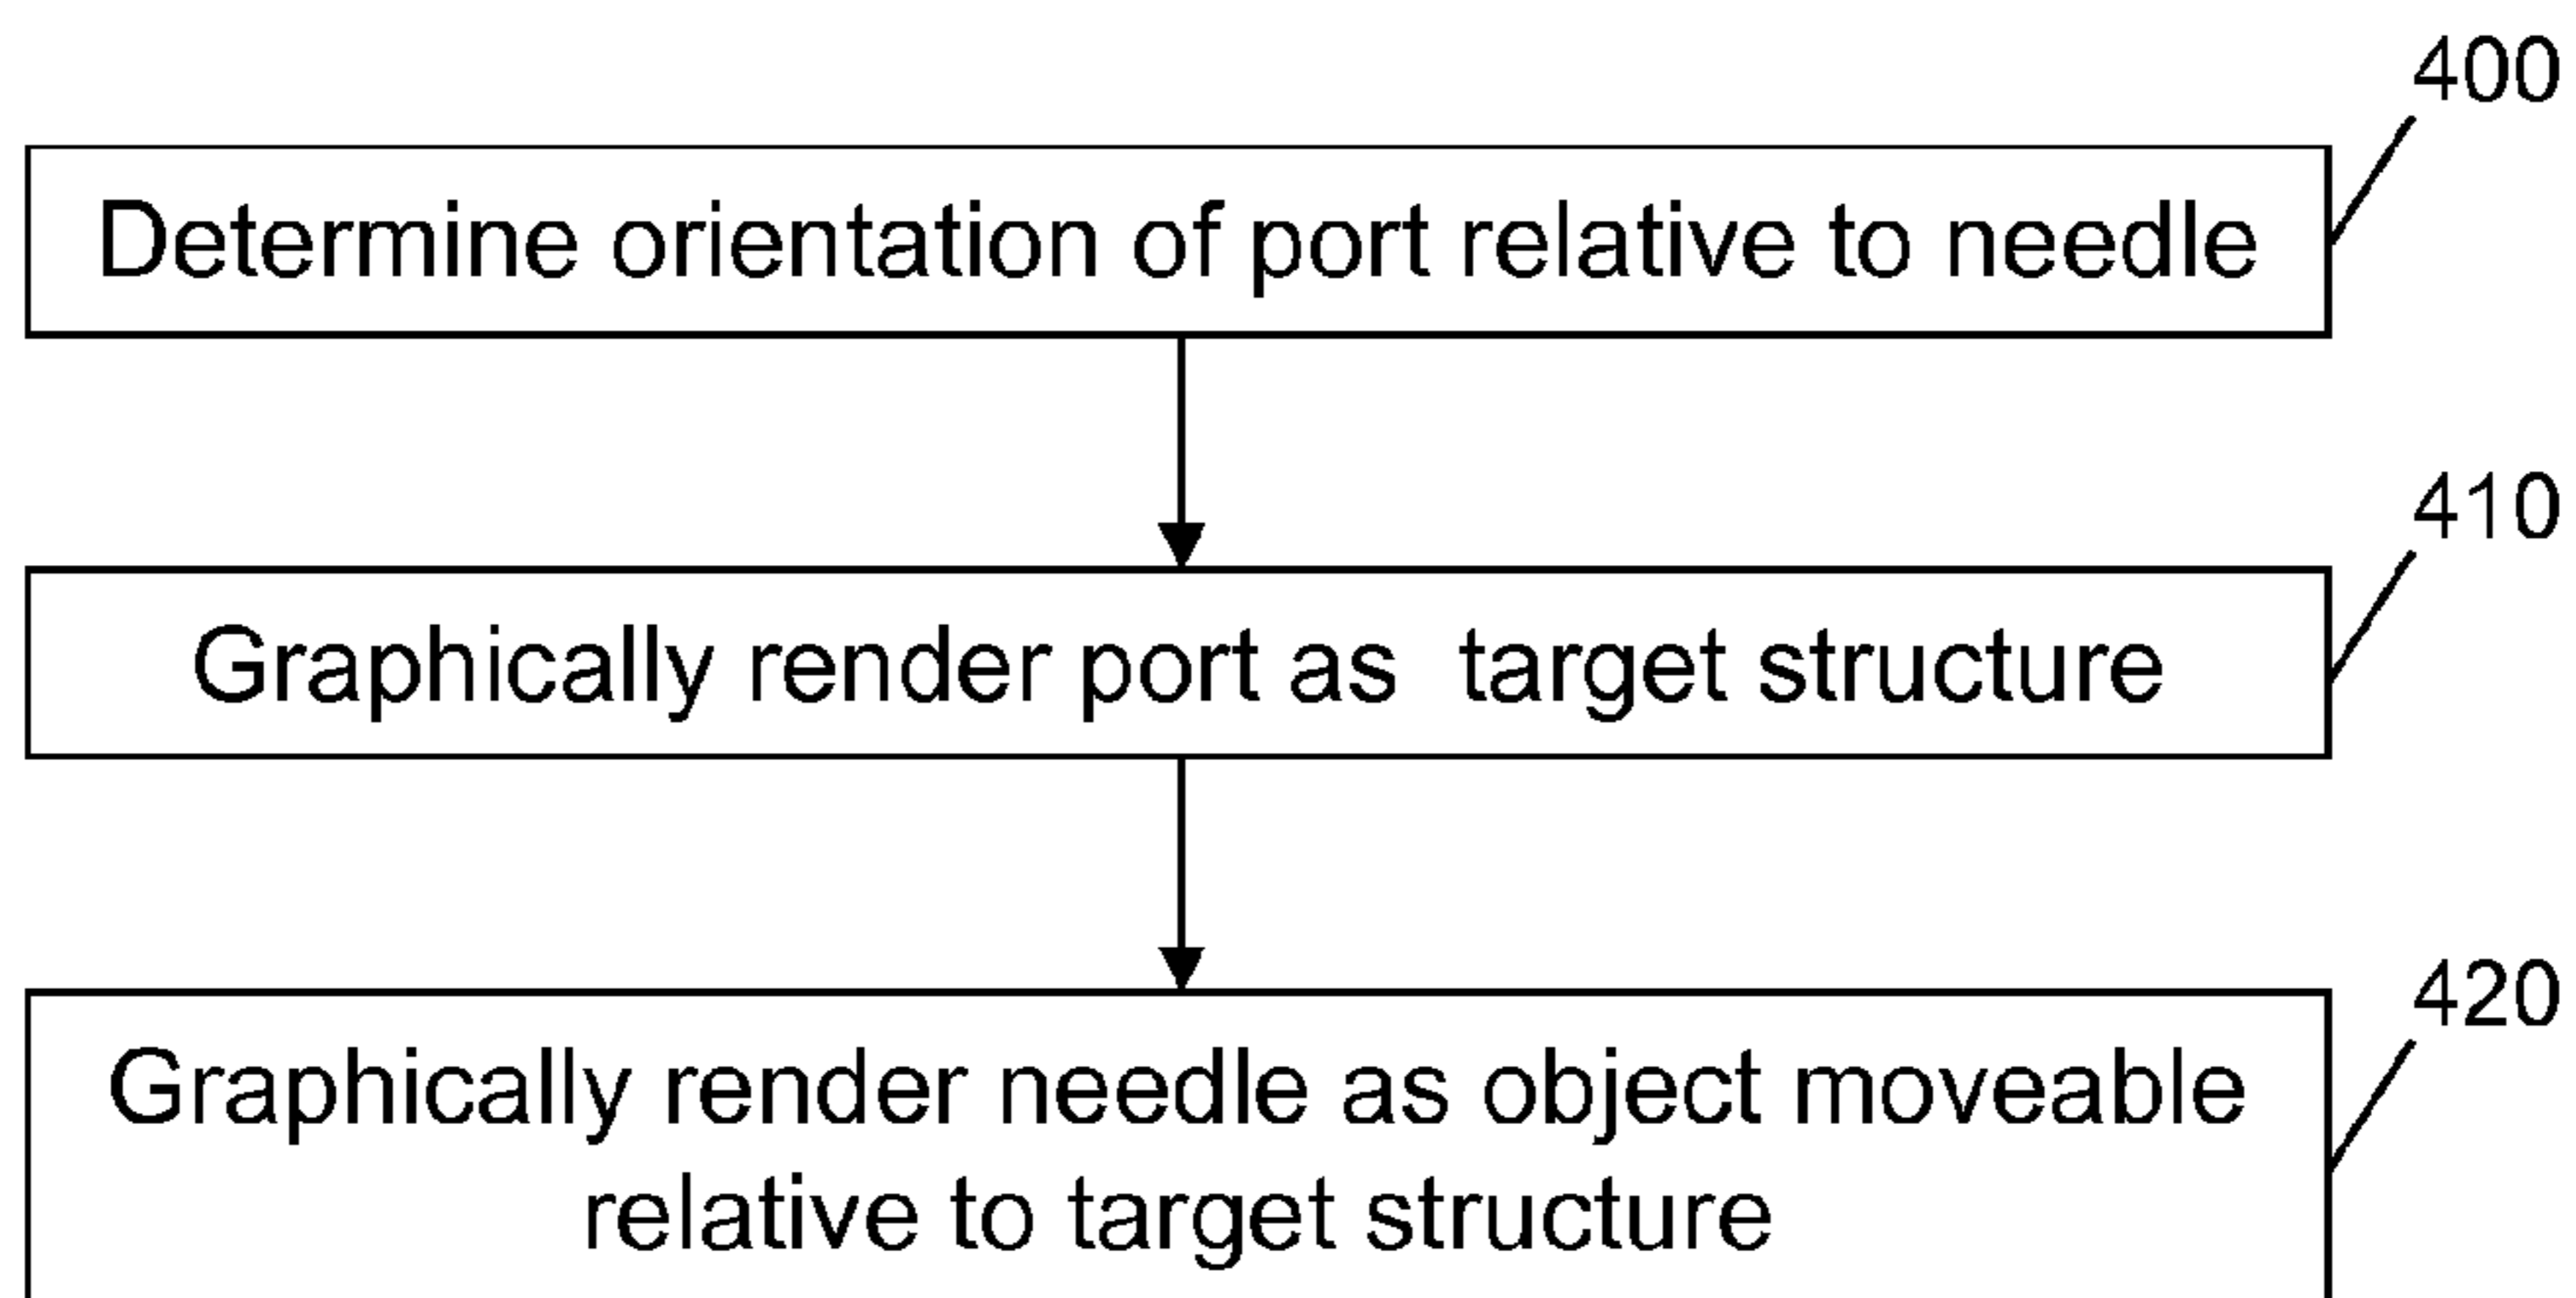 400
Determine orientation of port relative to needle
410
Graphically render port as target structure
420
Graphically render needle as object moveable
relative to target structure